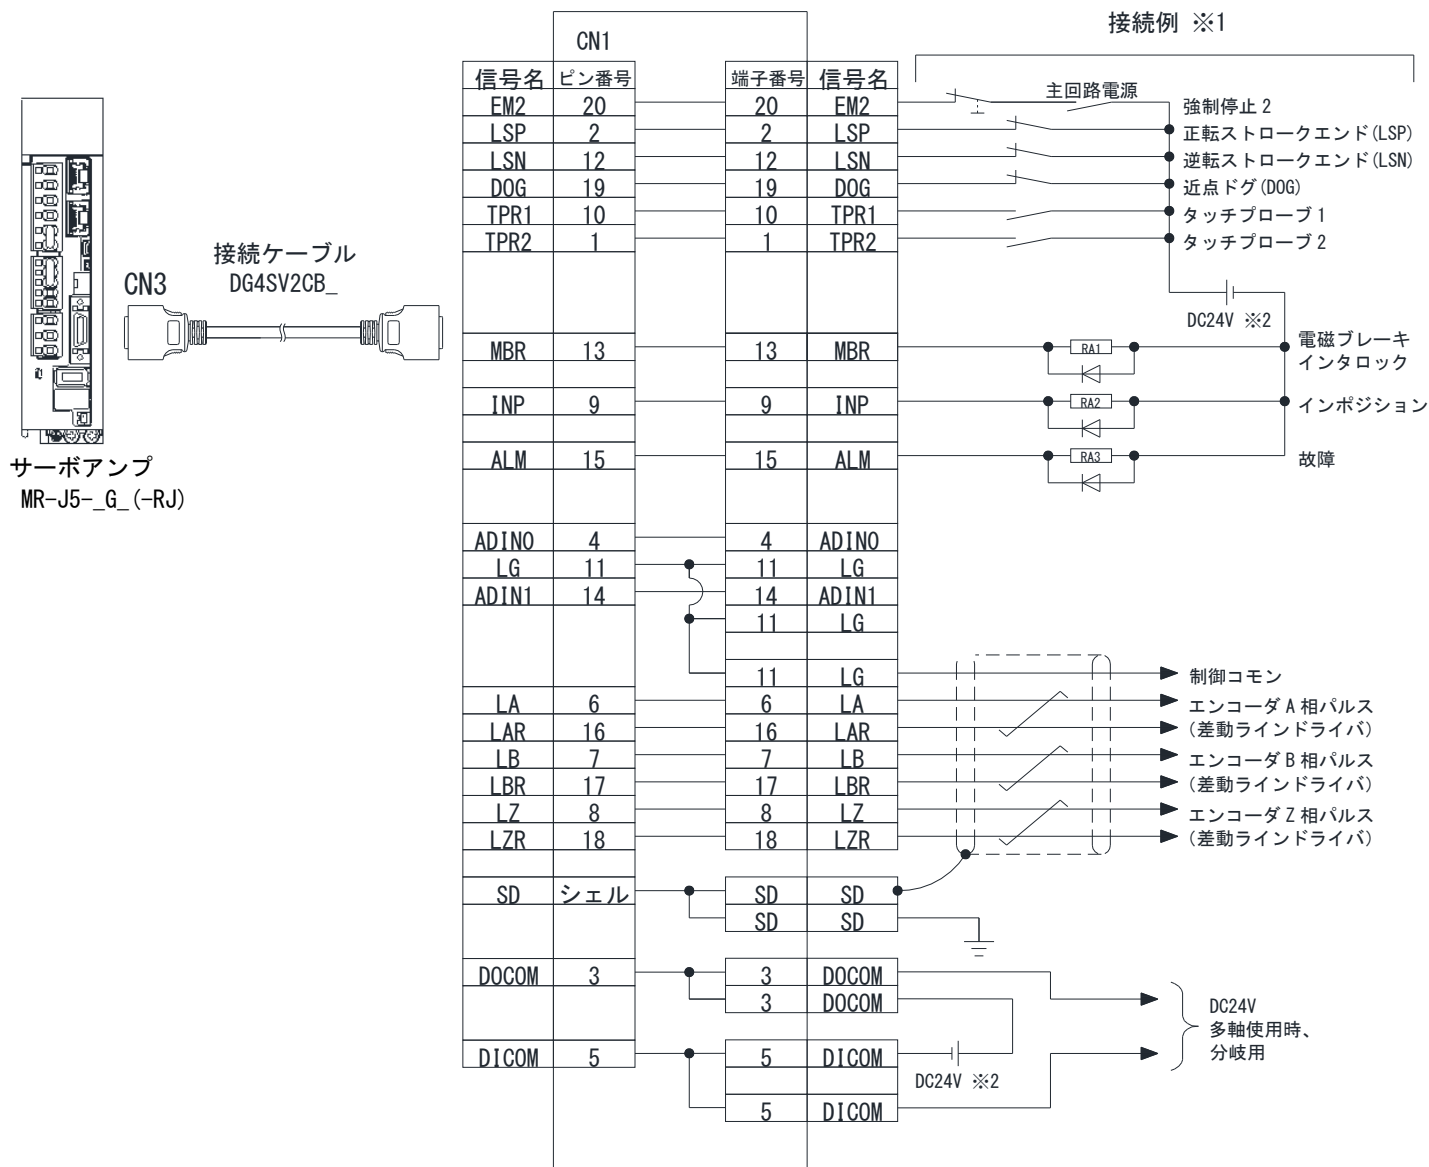 接続例 ※1
CN1
信号名 ピン番号 端子番号 信号名
EM2 20 20 EM2 主回路電源 強制停止2
LSP 2 2 LSP 正転ストロークエンド(LSP)
LSN 12 12 LSN 逆転ストロークエンド(LSN)
DOG 19 19 DOG 近点ドグ(DOG)
TPR1 10 10 TPR1 タッチプローブ1
TPR2 1 1 TPR2 タッチプローブ2
接続ケーブル
DG4SV2CB_
CN3
DC24V ※2
MBR 13 13 MBR RA1 電磁ブレーキ
インタロック
INP 9 9 INP RA2 インポジション
ALM 15 15 ALM RA3 故障
サーボアンプ
MR-J5-_G_(-RJ)
ADIN0 4 4 ADIN0
LG 11 11 LG
ADIN1 14 14 ADIN1
11 LG
11 LG 制御コモン
LA 6 6 LA エンコーダA相パルス
LAR 16 16 LAR (差動ラインドライバ)
LB 7 7 LB エンコーダB相パルス
LBR 17 17 LBR (差動ラインドライバ)
LZ 8 8 LZ エンコーダZ相パルス
LZR 18 18 LZR (差動ラインドライバ)
SD シェル SD SD
SD SD
DOCOM 3 3 DOCOM
3 DOCOM
DC24V
多軸使用時、
分岐用
DICOM 5 5 DICOM
DC24V ※2
5 DICOM